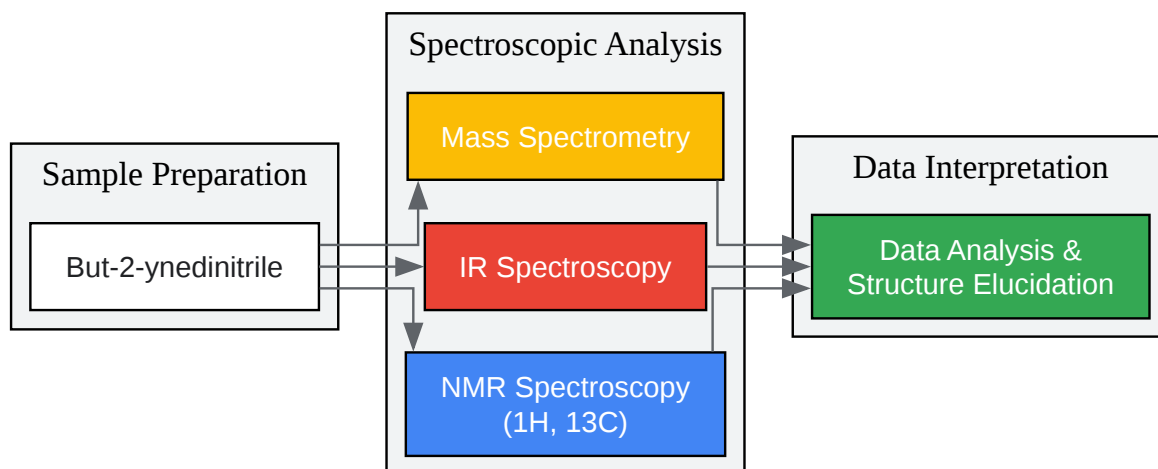 Sample Preparation
But-2-ynedinitrile
Spectroscopic Analysis
Mass Spectrometry
IR Spectroscopy
NMR Spectroscopy
(1H, 13C)
Data Interpretation
Data Analysis &
Structure Elucidation